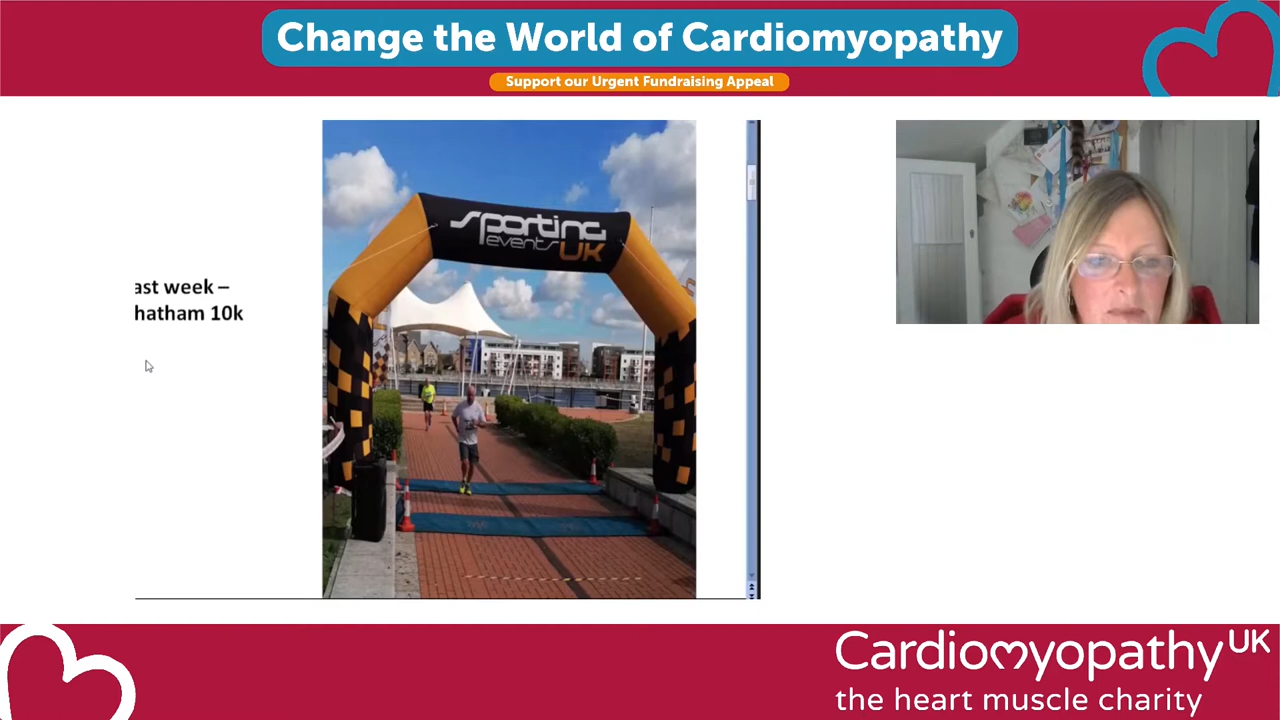 Change the World of Cardiomyopathy
Support our Urgent Fundraising Appeal
sporting
events UK
ast week –
hatham 10k
Cardiomyopathy UK
the heart muscle charity